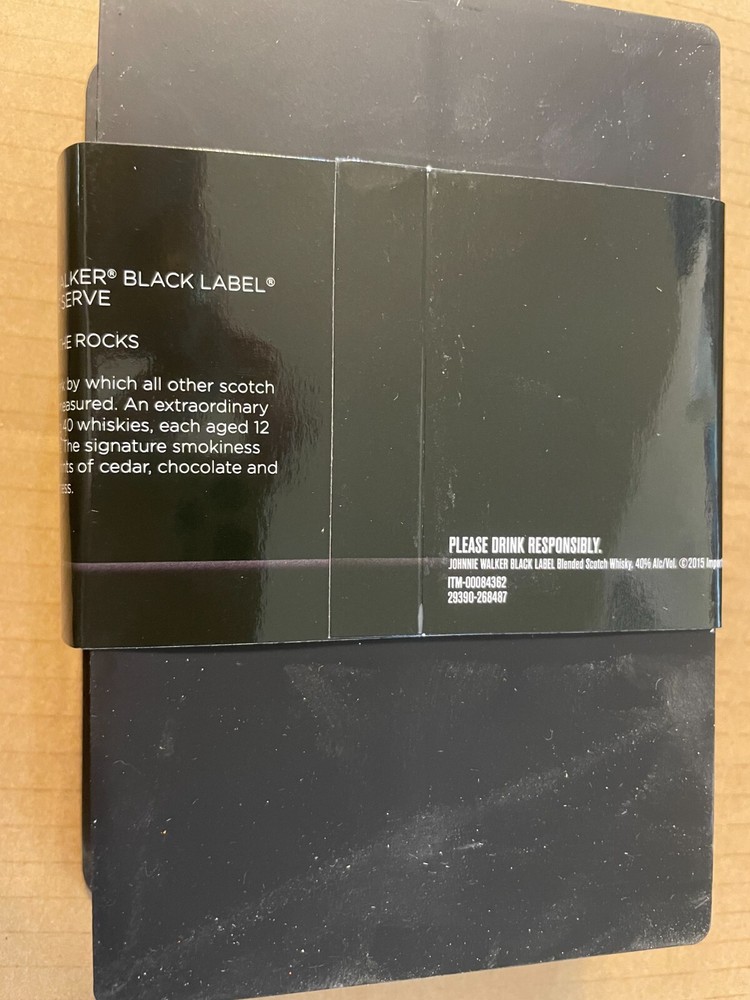 ALKER® BLACK LABEL®
SERVE
HE ROCKS
by which all other scotch
easured. An extraordinary
40 whiskies, each aged 12
The signature smokiness
ts of cedar, chocolate and
ess.
PLEASE DRINK RESPONSIBLY.
JOHNNIE WALKER BLACK LABEL Blended Scotch Whisky. 40% Alc/Vol. ©2015 Impor
ITM-00084362
29390-268487